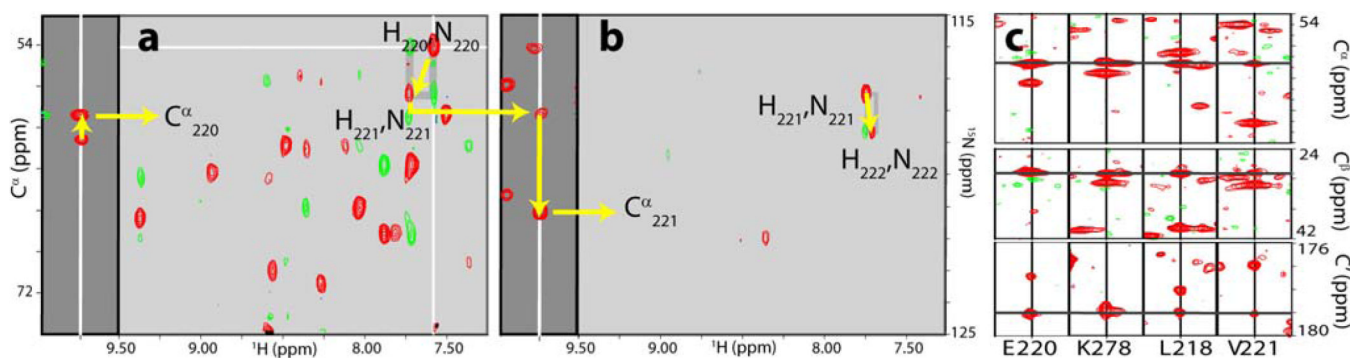 a
54
72
Cα (ppm)
H220,N220
H221,N221
Cα220
9.50
9.00
1H (ppm)
8.00
7.50
b
H221,N221
H222,N222
Cα221
9.50
9.00
1H (ppm)
8.00
7.50
115
15N (ppm)
125
c
54
Cα (ppm)
24
Cβ (ppm)
42
176
C' (ppm)
180
E220 K278 L218 V221